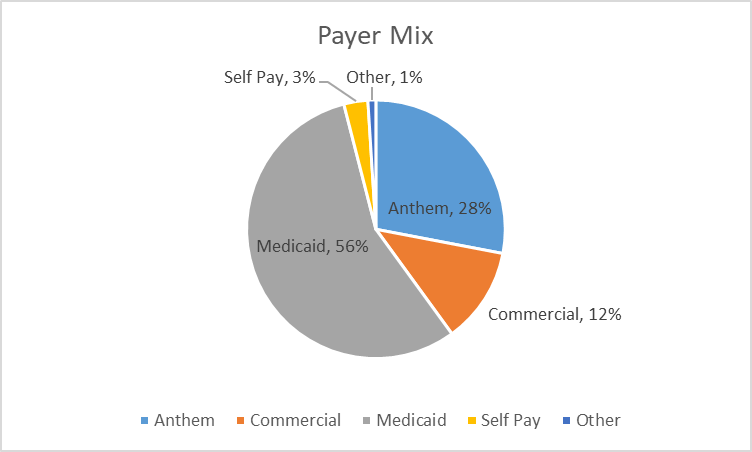 Payer Mix
Self Pay, 3%
Other, 1%
Anthem, 28%
Medicaid, 56%
Commercial, 12%
Anthem Commercial Medicaid Self Pay Other